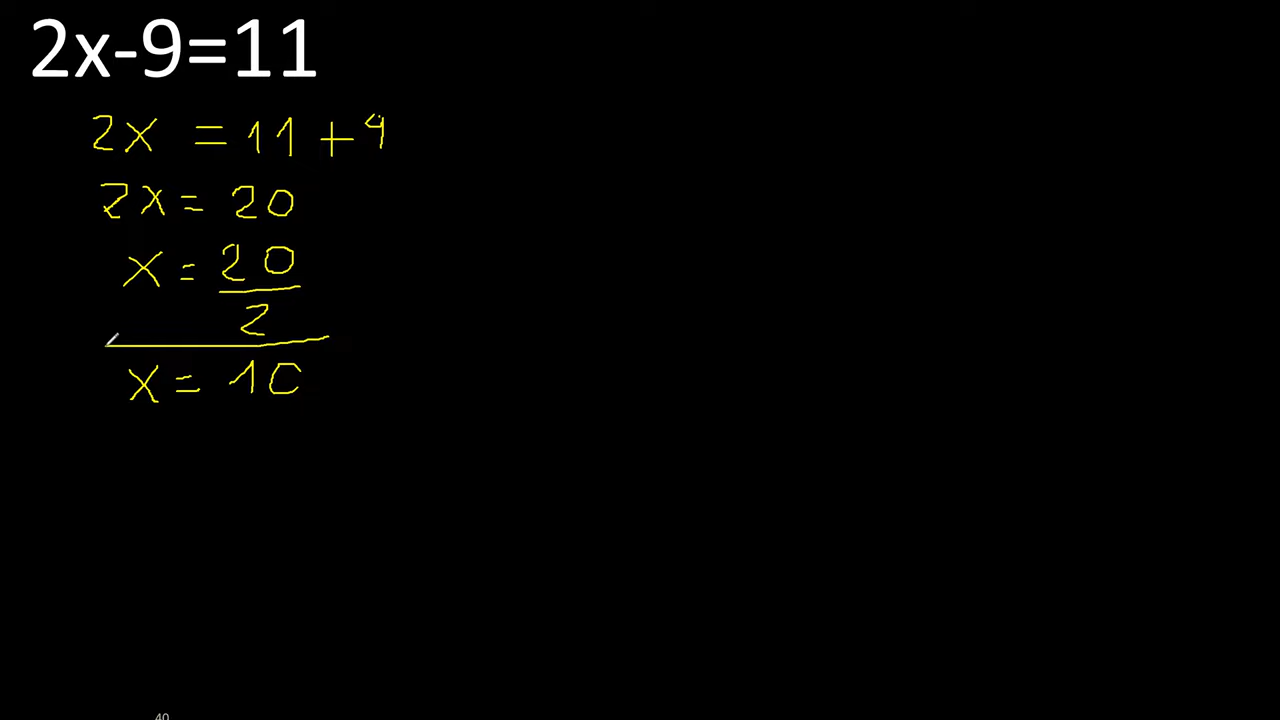 2x-9=11
2x = 11 + 9
2x = 20
x = 20
2
x = 10
40